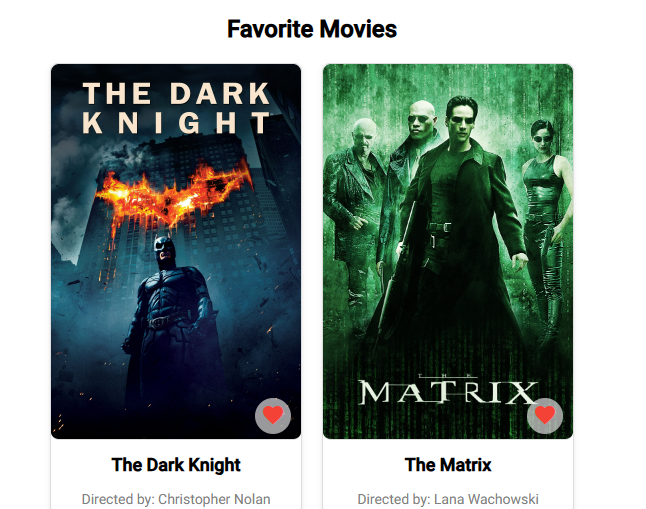 Favorite Movies
THE DARK
KNIGHT
THE
MATRIX
The Dark Knight
The Matrix
Directed by: Christopher Nolan
Directed by: Lana Wachowski